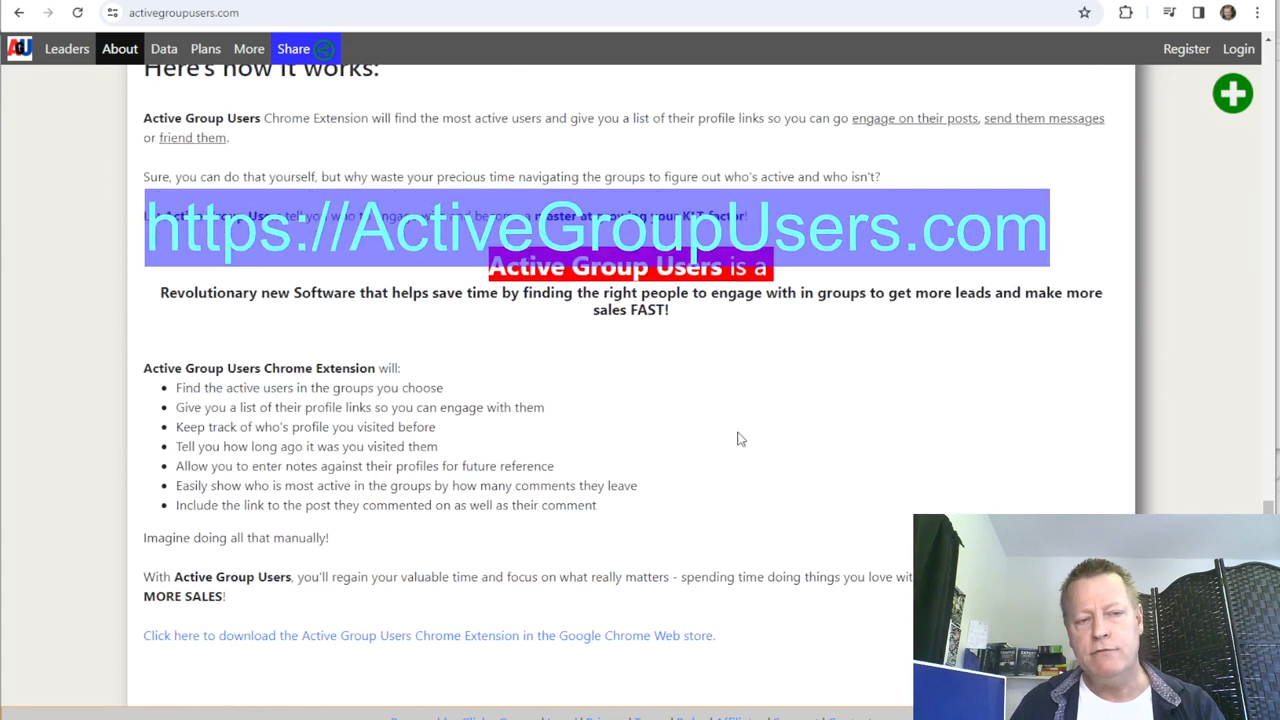 activegroupusers.com
AGU Leaders About Data Plans More Share Register Login
Here's how it works:
Active Group Users Chrome Extension will find the most active users and give you a list of their profile links so you can go engage on their posts, send them messages
or friend them.
Sure, you can do that yourself, but why waste your precious time navigating the groups to figure out who's active and who isn't?
https://ActiveGroupUsers.com
Active Group Users is a
Revolutionary new Software that helps save time by finding the right people to engage with in groups to get more leads and make more
sales FAST!
Active Group Users Chrome Extension will:
Find the active users in the groups you choose
Give you a list of their profile links so you can engage with them
Keep track of who's profile you visited before
Tell you how long ago it was you visited them
Allow you to enter notes against their profiles for future reference
Easily show who is most active in the groups by how many comments they leave
Include the link to the post they commented on as well as their comment
Imagine doing all that manually!
With Active Group Users, you'll regain your valuable time and focus on what really matters - spending time doing things you love
MORE SALES!
Click here to download the Active Group Users Chrome Extension in the Google Chrome Web store.